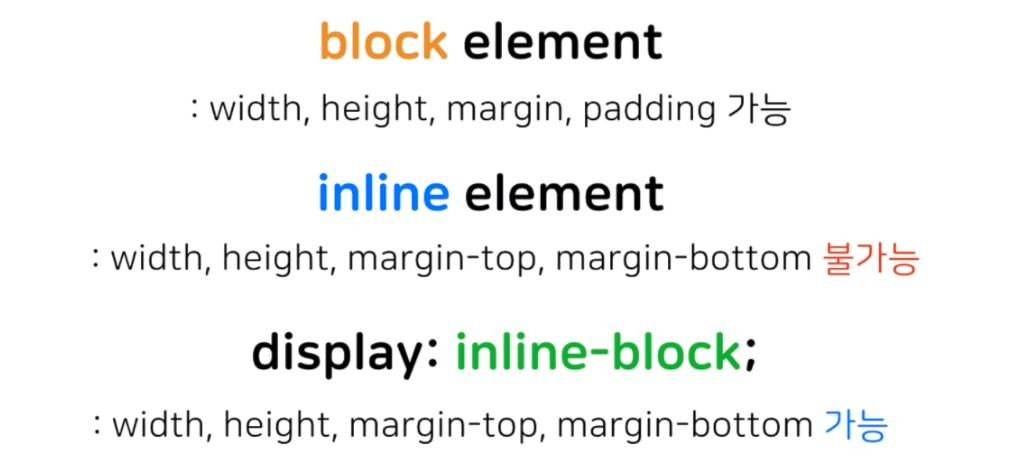 block element
: width, height, margin, padding 가능
inline element
: width, height, margin-top, margin-bottom 불가능
display: inline-block;
: width, height, margin-top, margin-bottom 가능